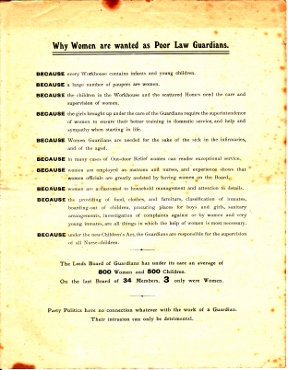 Why Women are wanted as Poor Law Guardians.
BECAUSE every Workhouse contains infants and young children.
BECAUSE a large number of paupers are women.
BECAUSE the children in the Workhouse and the scattered Homes need the care and
supervision of women.
BECAUSE the girls brought up under the care of the Guardians require the superintendence
of women to secure their better training in domestic service, and help and
sympathy when starting in life.
BECAUSE Women Guardians are needed for the sake of the sick in the infirmaries,
and of the aged.
BECAUSE in many cases of Out-door Relief women can render exceptional service.
BECAUSE women are employed as matrons and nurses, and experience shows that
women officials are greatly assisted by having women on the Board.
BECAUSE women are accustomed to household management and attention to details.
BECAUSE the providing of food, clothes, and furniture, classification of inmates,
boarding-out of children, procuring places for boys and girls, sanitary
arrangements, investigation of complaints against or by women and very
young inmates, are all things in which the help of women is most necessary.
BECAUSE under the new Children's Act, the Guardians are responsible for the supervision
of all Nurse-children.
The Leeds Board of Guardians has under its care an average of
800 Women and 500 Children.
On the last Board of 34 Members, 3 only were Women.
Party Politics have no connection whatever with the work of a Guardian.
Their intrusion can only be detrimental.